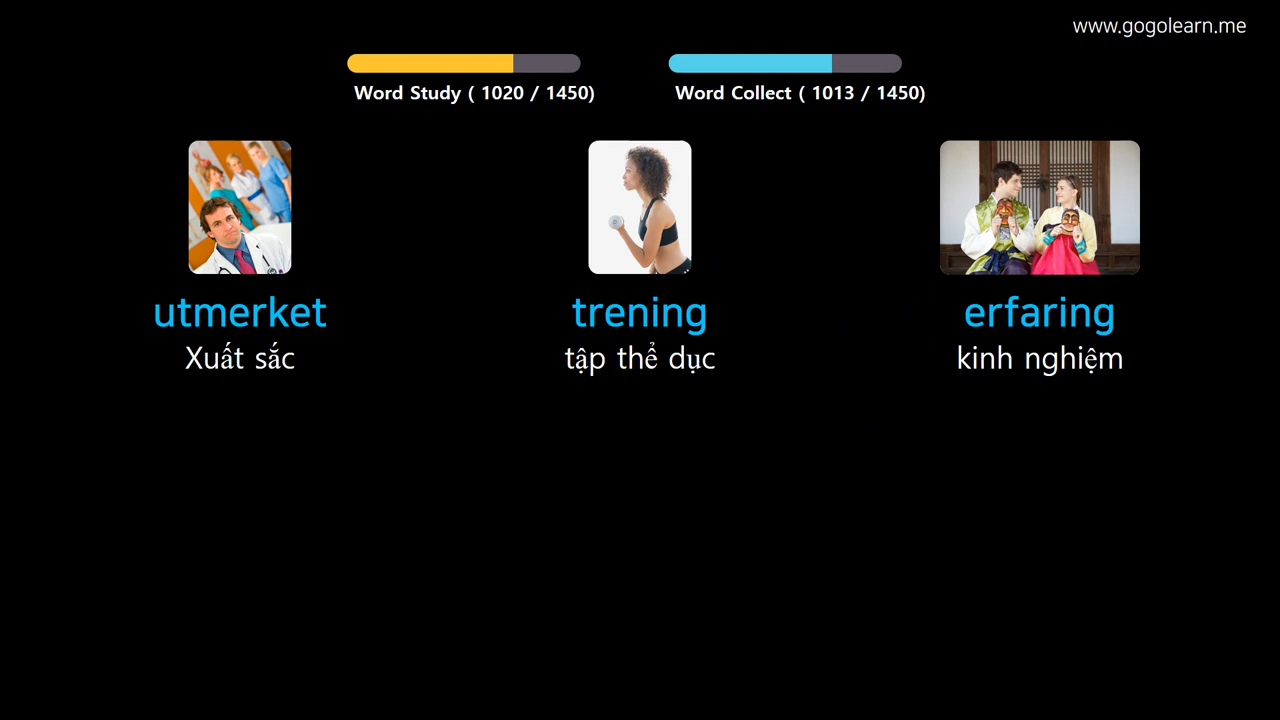 www.gogolearn.me
Word Study ( 1020 / 1450)
Word Collect ( 1013 / 1450)
utmerket
Xuất sắc
trening
tập thể dục
erfaring
kinh nghiệm